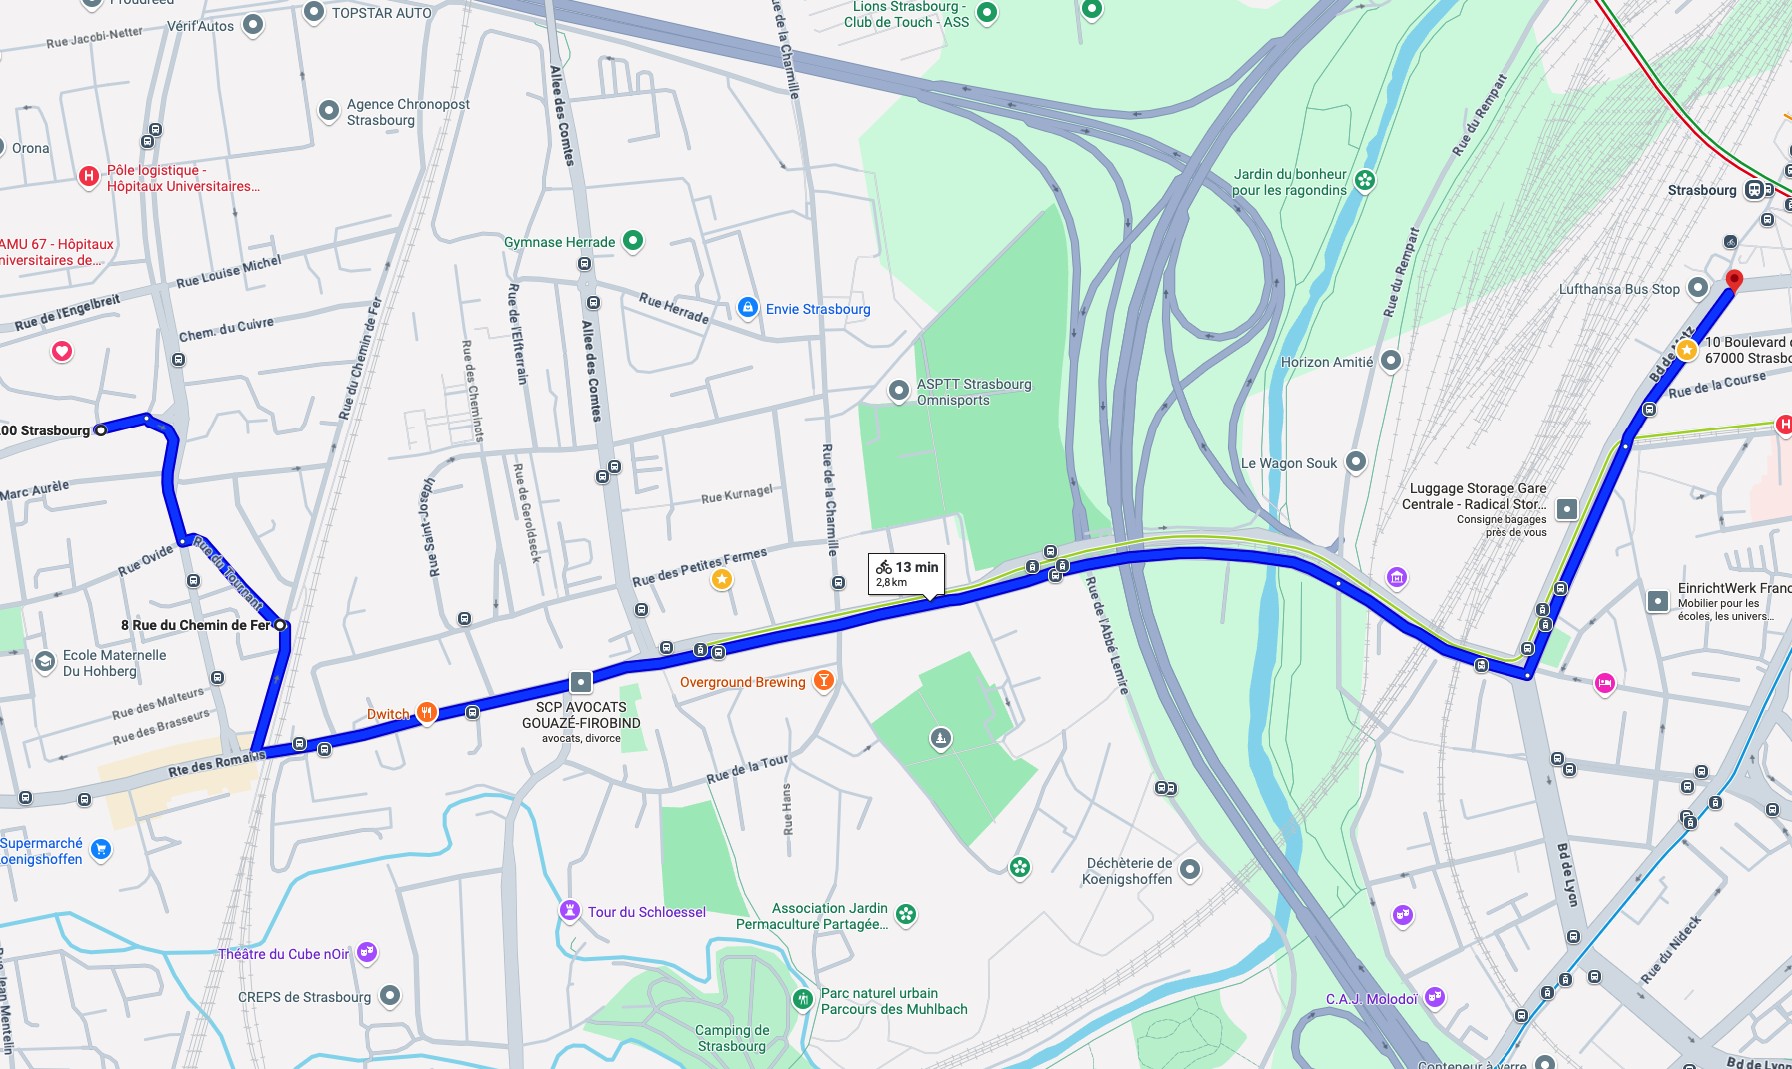 TOPSTAR AUTO
Vérif'Autos
Rue Jacobi-Netter
Lions Strasbourg -
Club de Touch - ASS
Rue de la Charmille
Allee des Comtes
Agence Chronopost
Strasbourg
Orona
Pôle logistique -
Hôpitaux Universitaires...
Rue du Rempart
Jardin du bonheur
pour les ragondins
Strasbourg
AMU 67 - Hôpitaux
niversitaires de...
Gymnase Herrade
Rue Louise Michel
Rue du Rempart
Rue de l'Engelbreit
Chem. du Cuivre
Rue du Chemin de Fer
Rue de l'Elfterrain
Rue Herrade
Envie Strasbourg
Lufthansa Bus Stop
Allee des Comtes
Rue des Cheminots
Horizon Amitié
Bd de Metz
10 Boulevard
67000 Strasbo
Rue de la Course
ASPTT Strasbourg
Omnisports
00 Strasbourg
Marc Aurèle
Rue Saint-Joseph
Rue de Geroldseck
Rue Kurnagel
Rue de la Charmille
Le Wagon Souk
Luggage Storage Gare
Centrale - Radical Stor...
Consigne bagages
près de vous
Rue Ovide
Rue du Tournant
Rue des Petites Fermes
13 min
2,8 km
Rue de l'Abbé Lemire
EinrichtWerk Franc
Mobilier pour les
écoles, les univers...
8 Rue du Chemin de Fer
Ecole Maternelle
Du Hohberg
Rue des Malteurs
Rue des Brasseurs
Dwitch
SCP AVOCATS
GOUAZÉ-FIROBIND
avocats, divorce
Overground Brewing
Rte des Romains
Rue de la Tour
Rue Hans
Supermarché
oenigshoffen
Déchèterie de
Koenigshoffen
Bd de Lyon
Tour du Schloessel
Association Jardin
Permaculture Partagée...
Théâtre du Cube nOir
CREPS de Strasbourg
Rue Jean Mentelin
Parc naturel urbain
Parcours des Muhlbach
Camping de
Strasbourg
C.A.J. Molodoï
Rue du Nideck
Conteneur à verre
Bd de Lyon